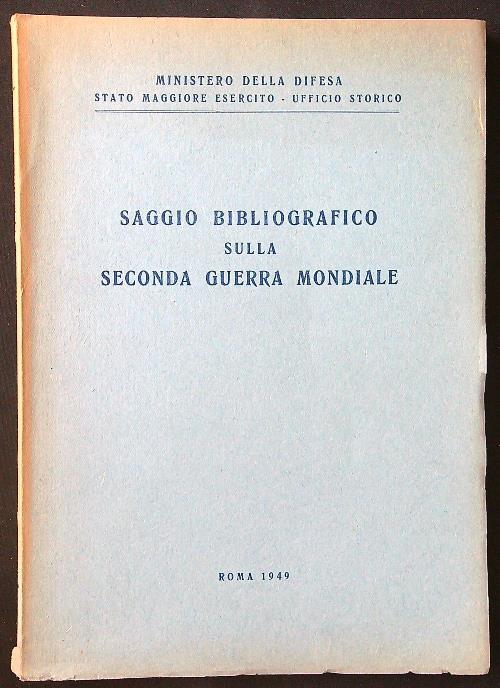 MINISTERO DELLA DIFESA
STATO MAGGIORE ESERCITO - UFFICIO STORICO
SAGGIO BIBLIOGRAFICO
SULLA
SECONDA GUERRA MONDIALE
ROMA 1949